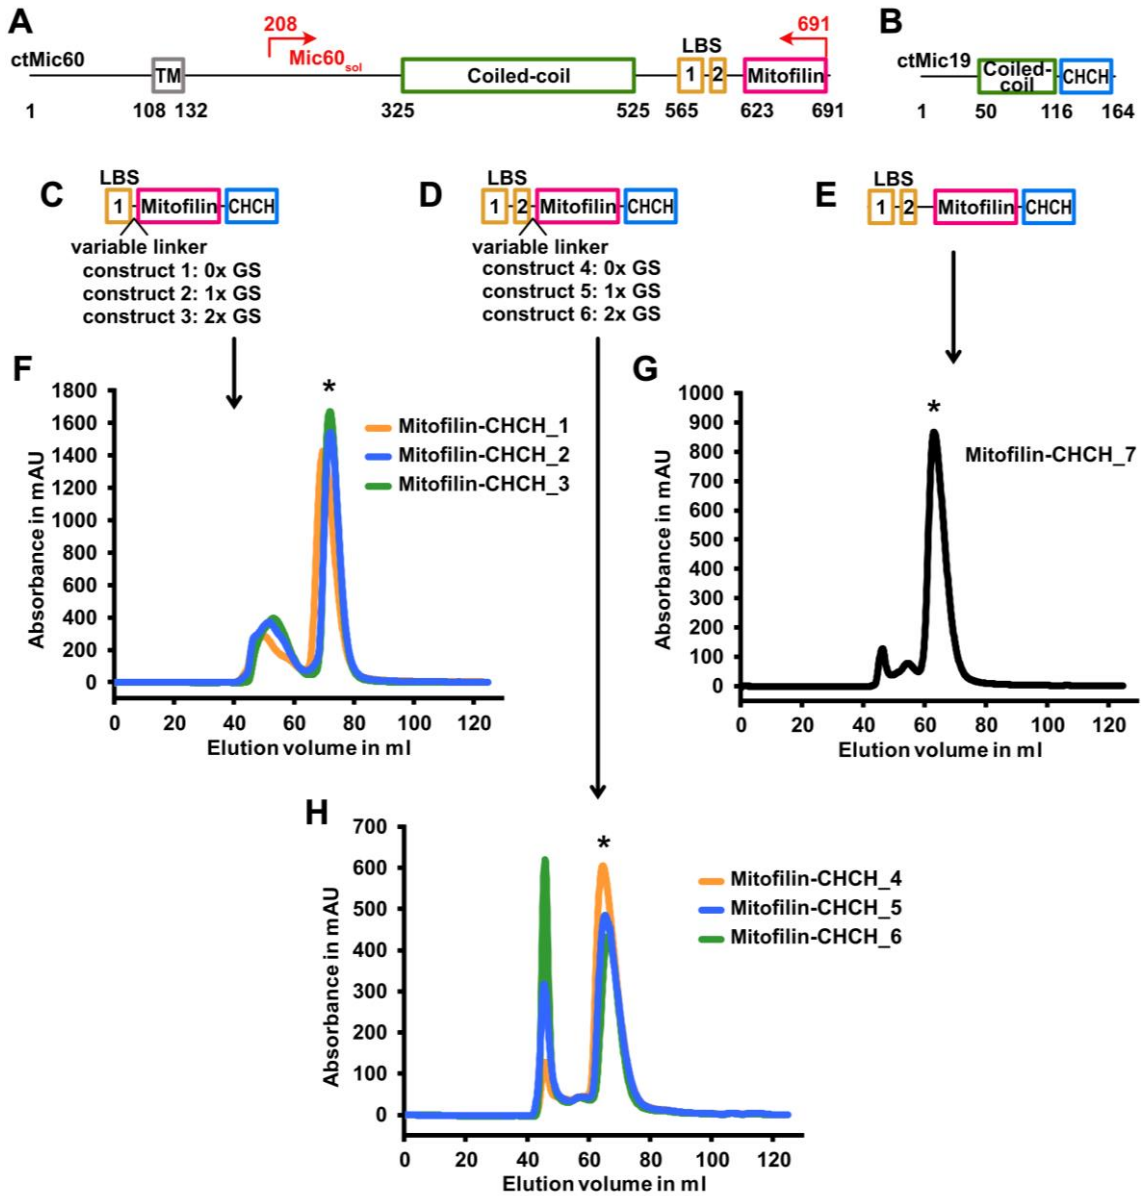 A
B
208
691
Mic60sol
LBS
ctMic60
TM
Coiled-coil
1
2
Mitofilin
1
108
132
325
525
565
623
691
ctMic19
Coiled-
coil
CHCH
1
50
116
164
C
LBS
1
Mitofilin
CHCH
variable linker
construct 1: 0x GS
construct 2: 1x GS
construct 3: 2x GS
D
LBS
1
2
Mitofilin
CHCH
variable linker
construct 4: 0x GS
construct 5: 1x GS
construct 6: 2x GS
E
LBS
1
2
Mitofilin
CHCH
F
1800
1600
1400
1200
1000
800
600
400
200
0
Absorbance in mAU
*
Mitofilin-CHCH_1
Mitofilin-CHCH_2
Mitofilin-CHCH_3
0 20 40 60 80 100 120
Elution volume in ml
G
1000
900
800
700
600
500
400
300
200
100
0
Absorbance in mAU
*
Mitofilin-CHCH_7
0 20 40 60 80 100 120
Elution volume in ml
H
700
600
500
400
300
200
100
0
Absorbance in mAU
*
Mitofilin-CHCH_4
Mitofilin-CHCH_5
Mitofilin-CHCH_6
0 20 40 60 80 100 120
Elution volume in ml